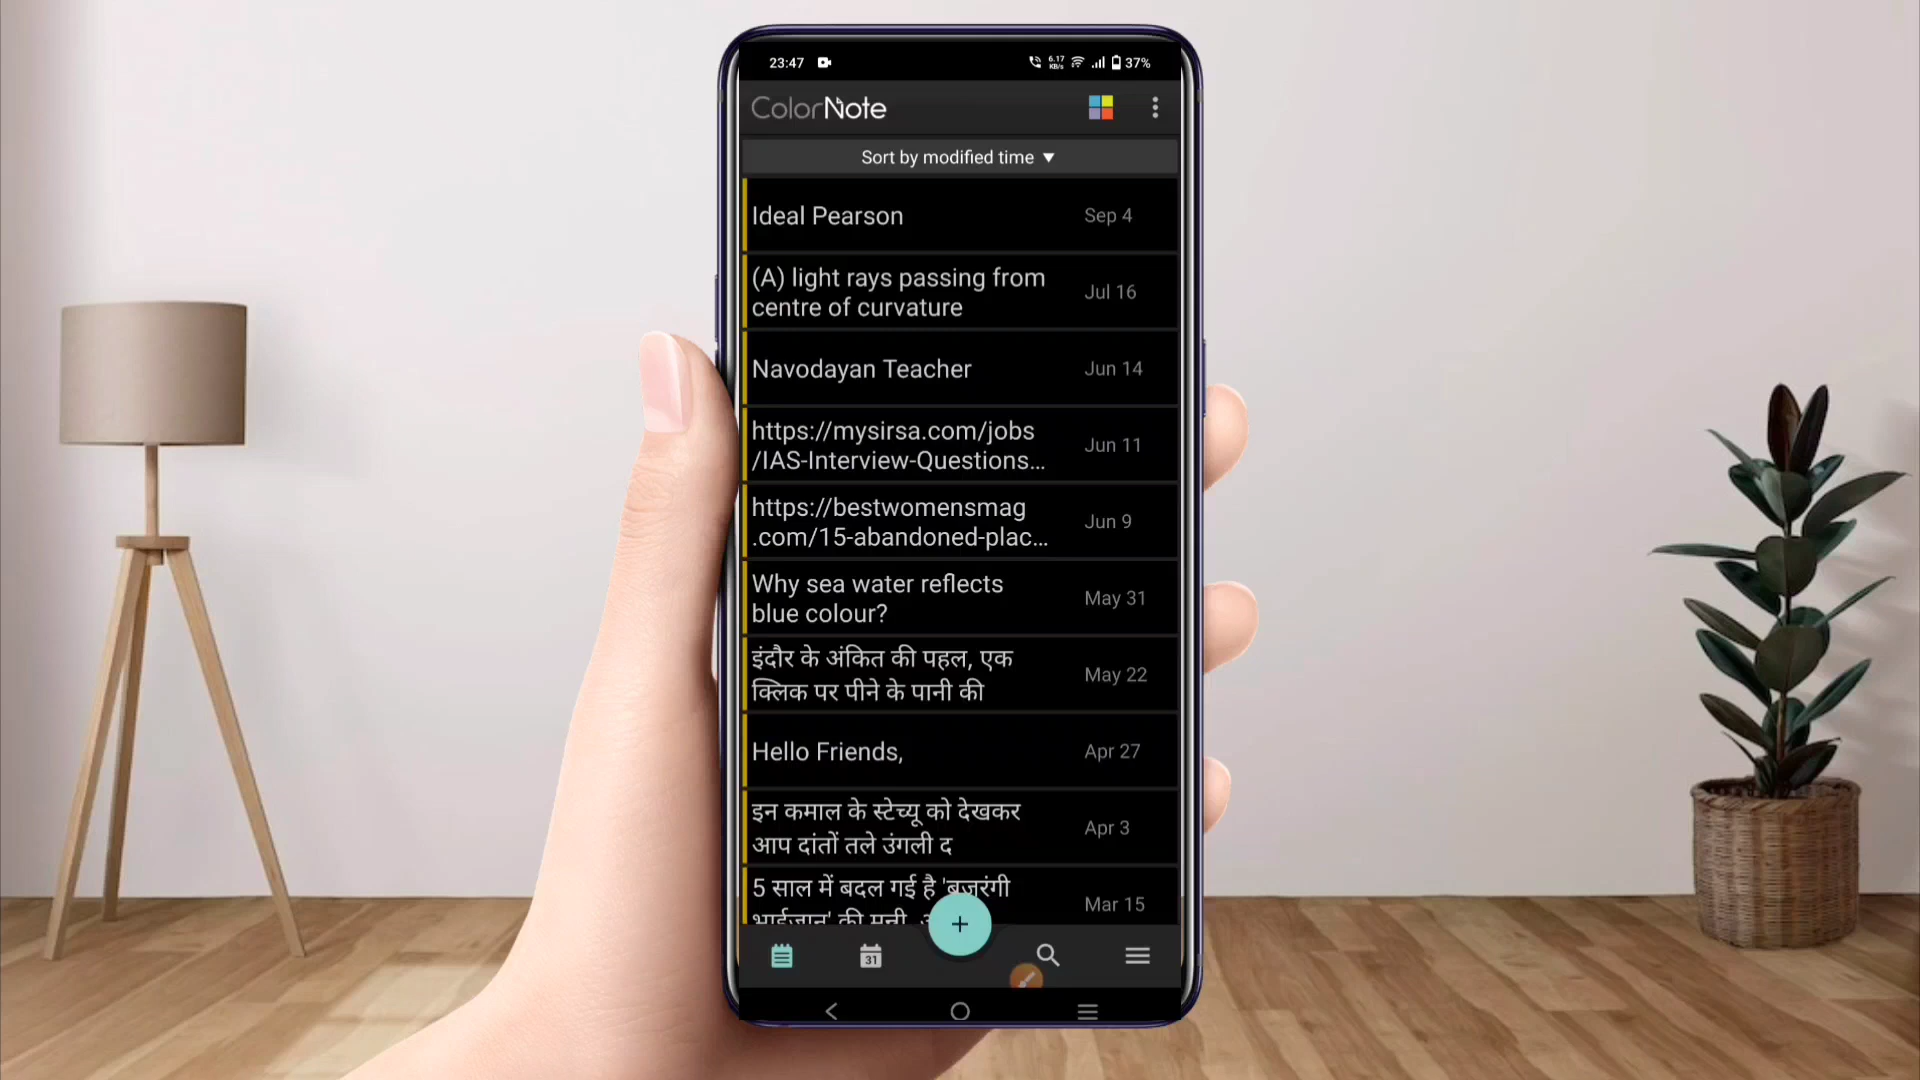 23:47
6.17
KB/s
37%
ColorNote
Sort by modified time ▼
Ideal Pearson
Sep 4
(A) light rays passing from
centre of curvature
Jul 16
Navodayan Teacher
Jun 14
https://mysirsa.com/jobs
/IAS-Interview-Questions...
Jun 11
https://bestwomensmag
.com/15-abandoned-plac...
Jun 9
Why sea water reflects
blue colour?
May 31
इंदौर के अंकित की पहल, एक
क्लिक पर पीने के पानी की
May 22
Hello Friends,
Apr 27
इन कमाल के स्टेच्यू को देखकर
आप दांतों तले उंगली द
Apr 3
5 साल में बदल गई है 'बजरंगी
भाईजान' की मुन्नी,
Mar 15
+
31